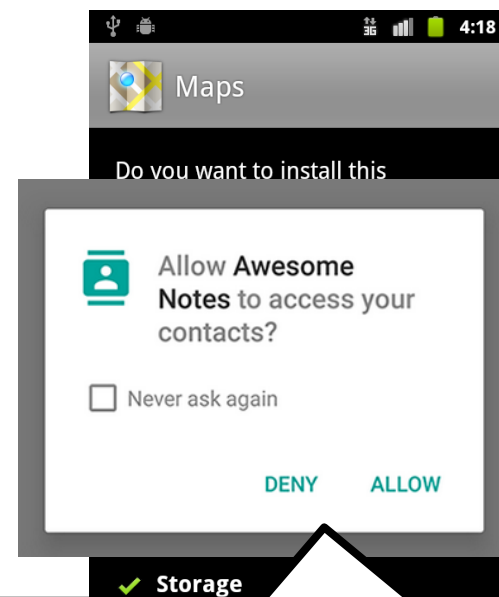 3G 4:18
Maps
Do you want to install this
Allow Awesome
Notes to access your
contacts?
Never ask again
DENY ALLOW
Storage